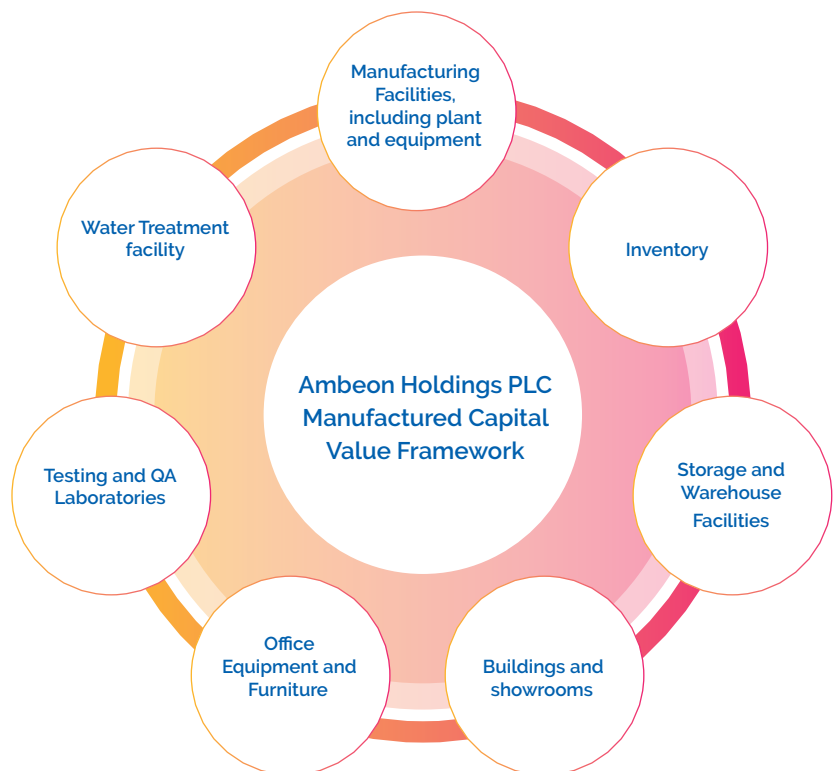 Manufacturing
Facilities,
including plant
and equipment
Water Treatment
facility
Inventory
Ambeon Holdings PLC
Manufactured Capital
Value Framework
Testing and QA
Laboratories
Storage and
Warehouse
Facilities
Office
Equipment and
Furniture
Buildings and
showrooms